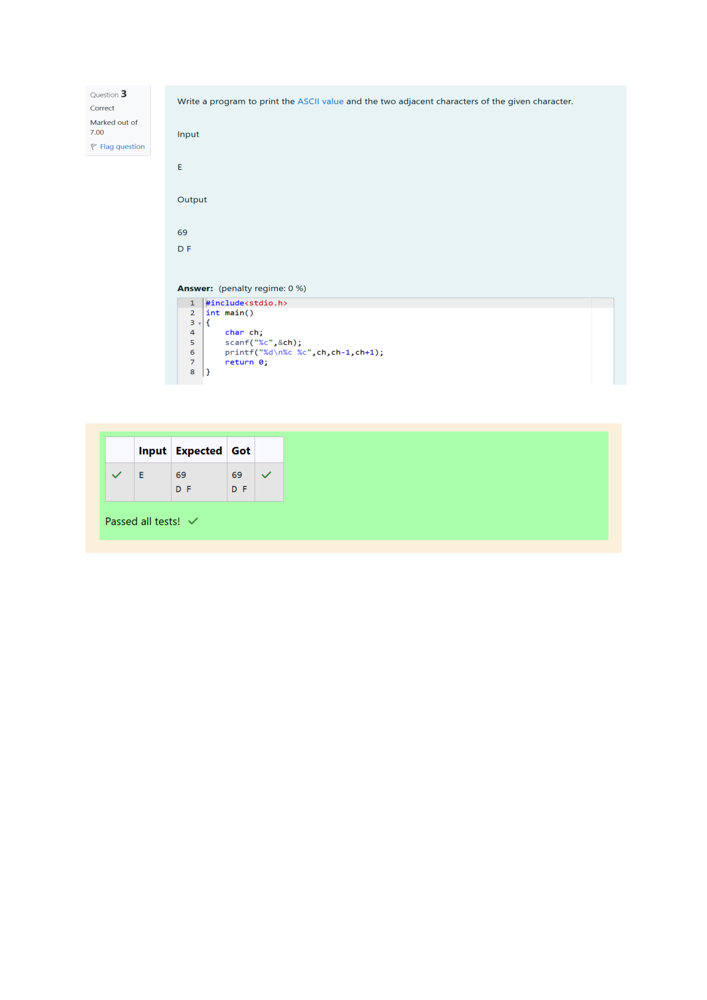 Question 3
Correct
Marked out of
7.00
Flag question
Write a program to print the ASCII value and the two adjacent characters of the given character.
Input
E
Output
69
D F
Answer: (penalty regime: 0 %)
1 #include<stdio.h>
2 int main()
3 {
4 char ch;
5 scanf("%c",&ch);
6 printf("%d\n%c %c",ch,ch-1,ch+1);
7 return 0;
8 }
Input Expected Got
E 69 69
D F D F
Passed all tests!